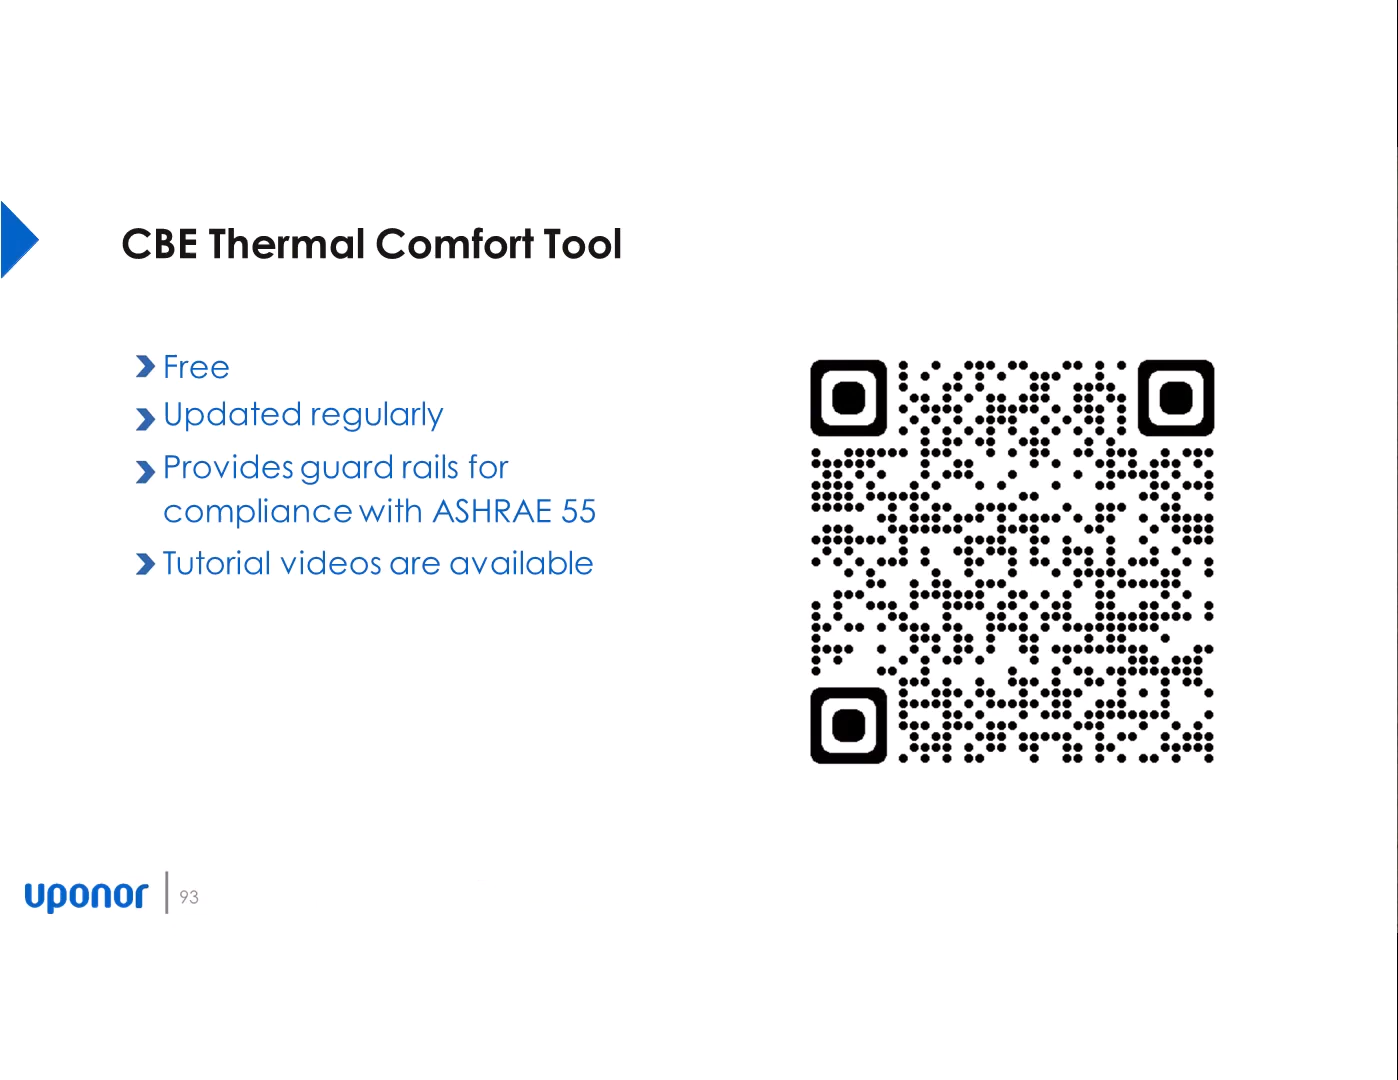 CBE Thermal Comfort Tool
Free
Updated regularly
Provides guard rails for
compliance with ASHRAE 55
Tutorial videos are available
uponor
93